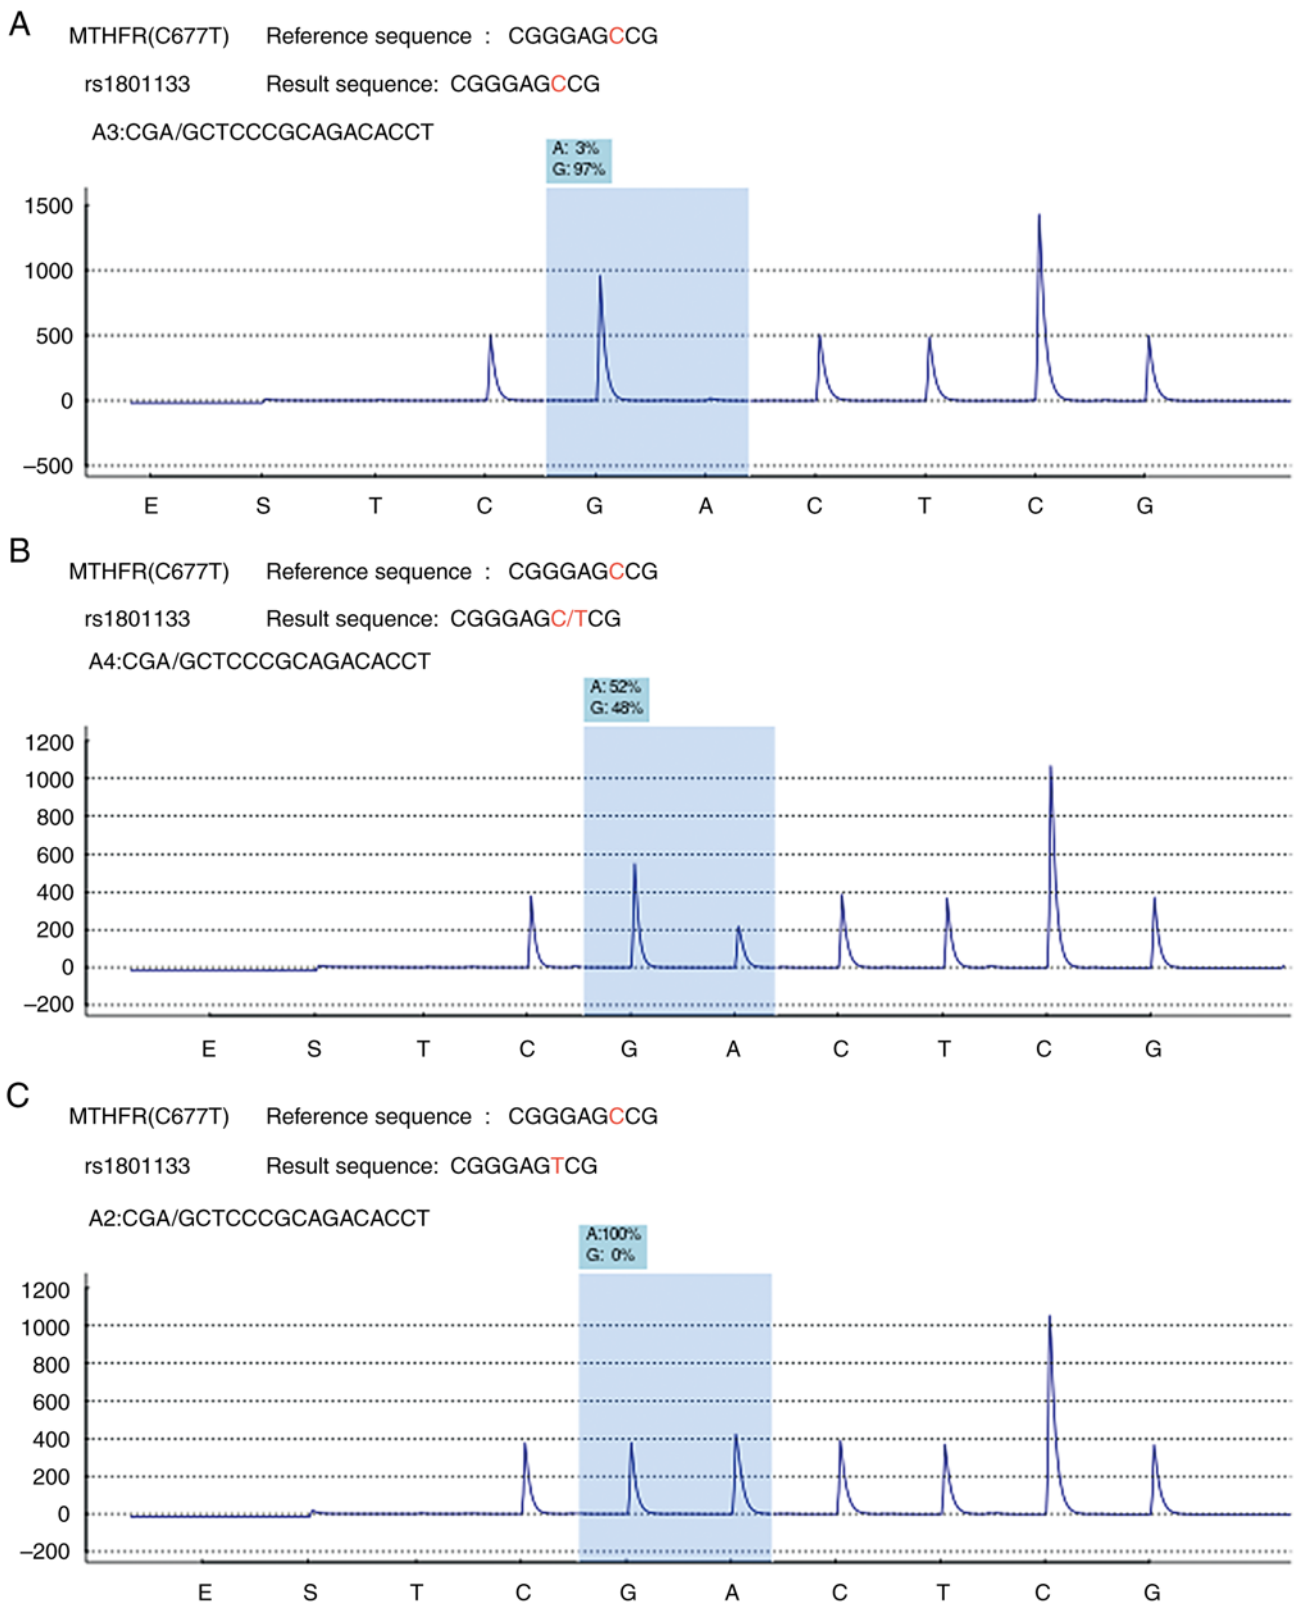 A
MTHFR(C677T) Reference sequence : CGGGAGCCG
rs1801133 Result sequence: CGGGAGCCG
A3:CGA/GCTCCCGCAGACACCT
A: 3%
G: 97%
1500
1000
500
0
–500
E S T C G A C T C G
B
MTHFR(C677T) Reference sequence : CGGGAGCCG
rs1801133 Result sequence: CGGGAGC/TCG
A4:CGA/GCTCCCGCAGACACCT
A: 52%
G: 48%
1200
1000
800
600
400
200
0
–200
E S T C G A C T C G
C
MTHFR(C677T) Reference sequence : CGGGAGCCG
rs1801133 Result sequence: CGGGAGTCG
A2:CGA/GCTCCCGCAGACACCT
A:100%
G: 0%
1200
1000
800
600
400
200
0
–200
E S T C G A C T C G